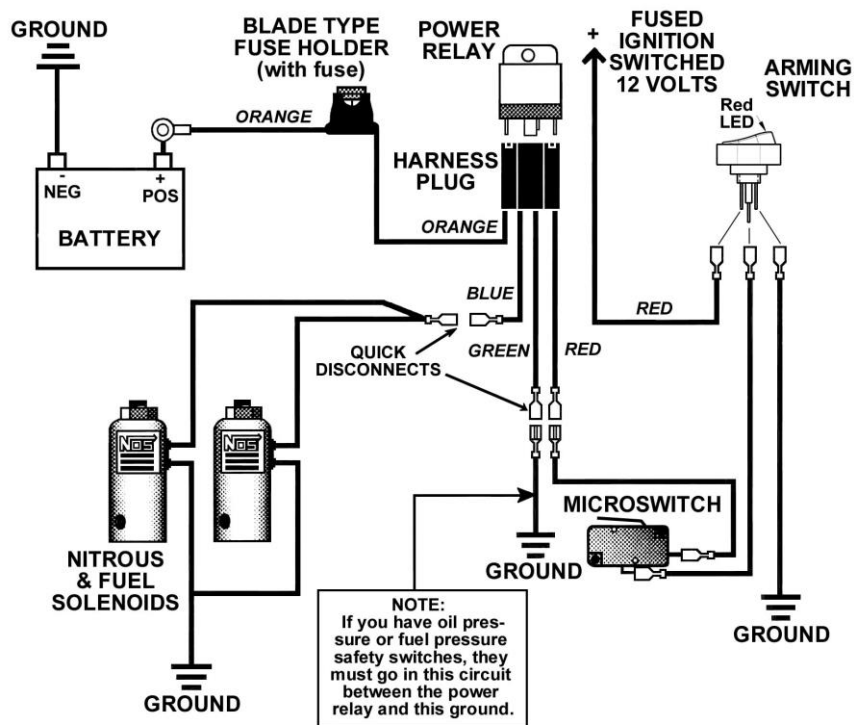 GROUND
BLADE TYPE
FUSE HOLDER
(with fuse)
POWER
RELAY
+
FUSED
IGNITION
SWITCHED
12 VOLTS
ARMING
SWITCH
Red
LED
ORANGE
HARNESS
PLUG
-
NEG
+
POS
BATTERY
ORANGE
BLUE
RED
QUICK
DISCONNECTS
GREEN
RED
NOS
NOS
MICROSWITCH
NITROUS
& FUEL
SOLENOIDS
GROUND
GROUND
GROUND
NOTE:
If you have oil pres-
sure or fuel pressure
safety switches, they
must go in this circuit
between the power
relay and this ground.